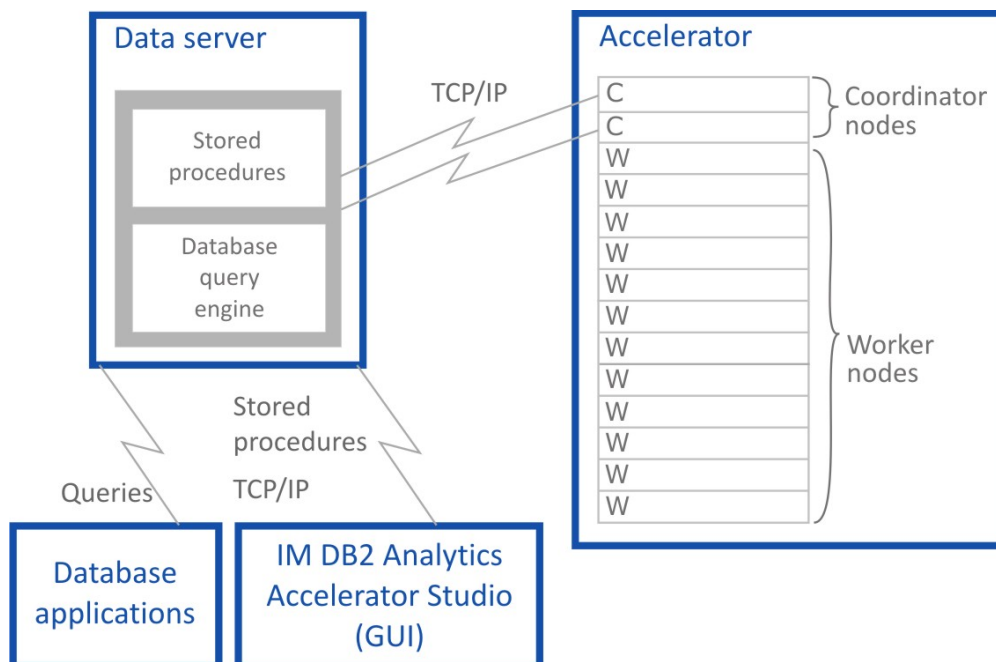 Data server
Stored
procedures
Database
query
engine
TCP/IP
Accelerator
C
C
W
W
W
W
W
W
W
W
W
W
W
W
Coordinator
nodes
Worker
nodes
Queries
Stored
procedures
TCP/IP
Database
applications
IM DB2 Analytics
Accelerator Studio
(GUI)